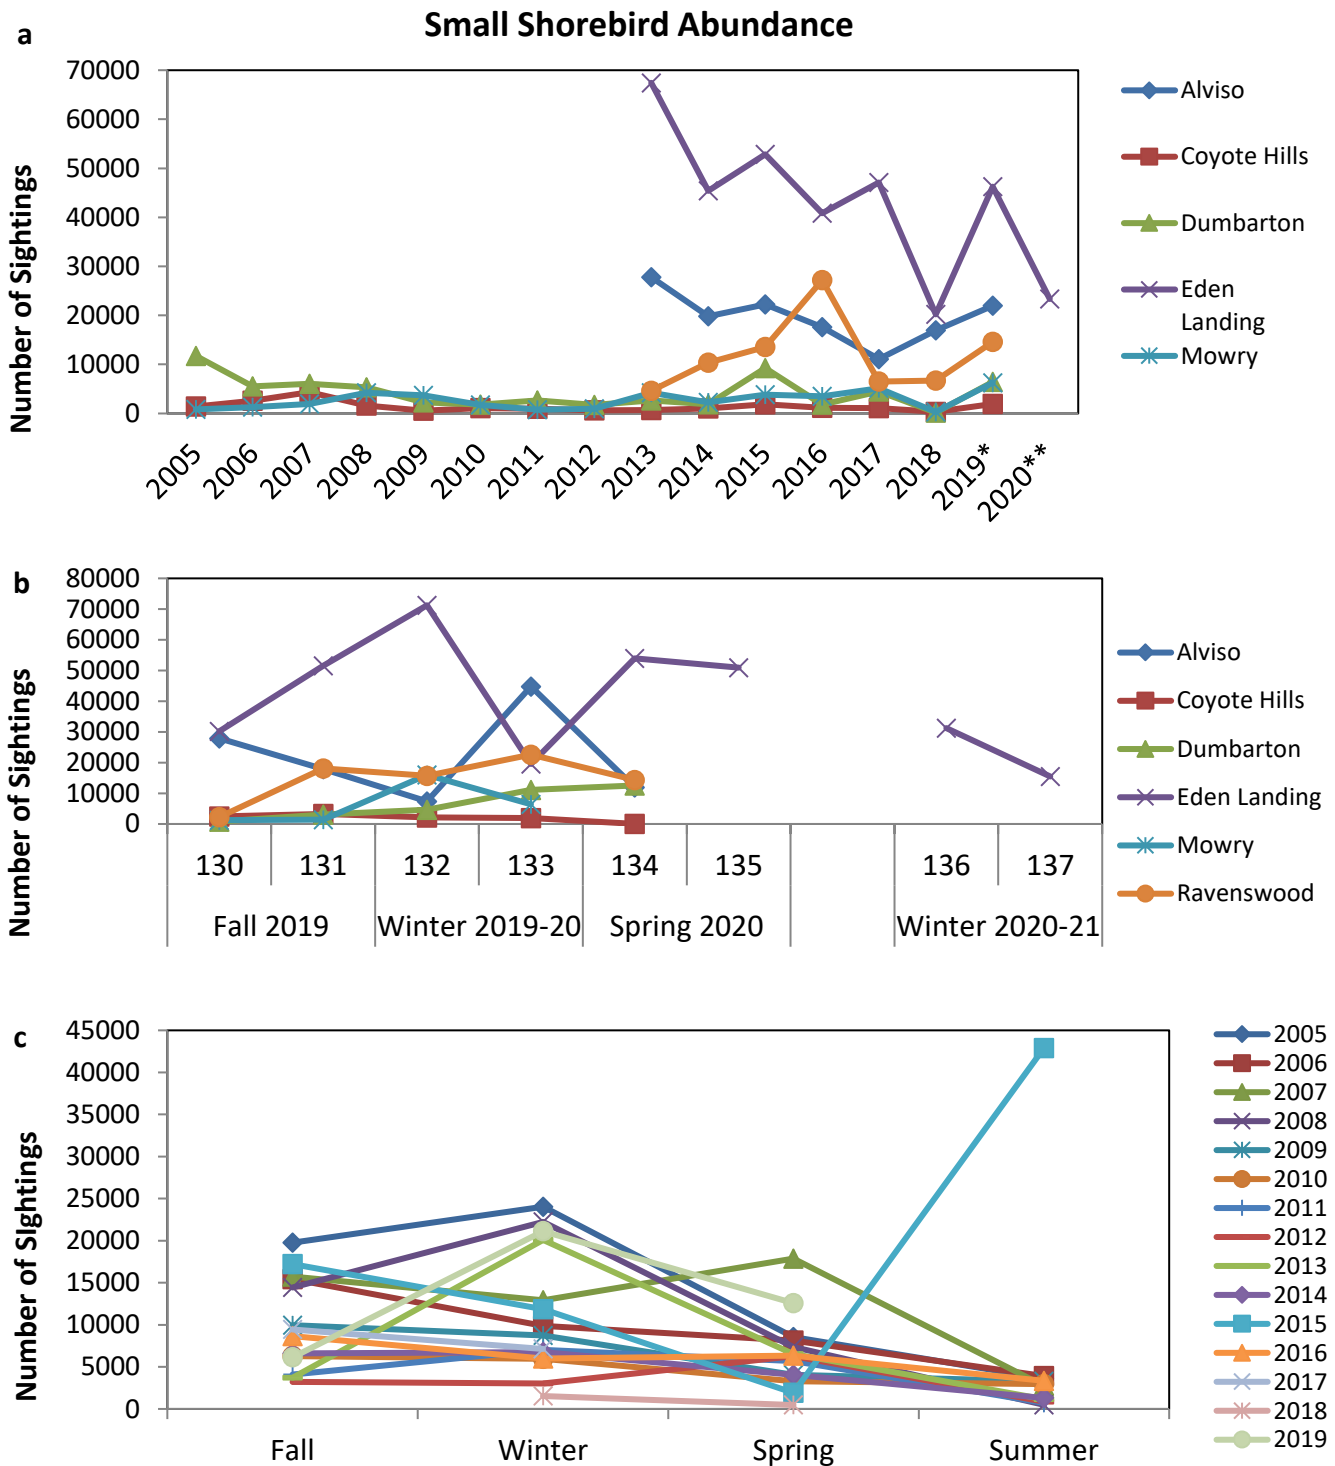 Small Shorebird Abundance
a
Number of Sightings
70000
60000
50000
40000
30000
20000
10000
0
2005
2006
2007
2008
2009
2010
2011
2012
2013
2014
2015
2016
2017
2018
2019*
2020**
Alviso
Coyote Hills
Dumbarton
Eden
Landing
Mowry
b
Number of Sightings
80000
70000
60000
50000
40000
30000
20000
10000
0
130
131
132
133
134
135
136
137
Fall 2019
Winter 2019-20
Spring 2020
Winter 2020-21
Alviso
Coyote Hills
Dumbarton
Eden Landing
Mowry
Ravenswood
c
Number of SIghtings
45000
40000
35000
30000
25000
20000
15000
10000
5000
0
Fall
Winter
Spring
Summer
2005
2006
2007
2008
2009
2010
2011
2012
2013
2014
2015
2016
2017
2018
2019